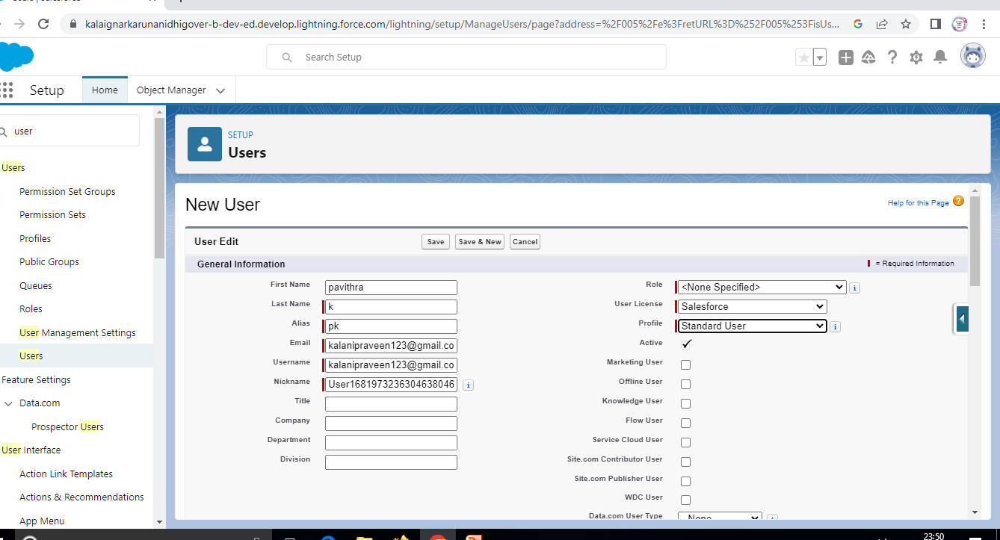 kalaignarkarunanidhigover-b-dev-ed.develop.lightning.force.com/lightning/setup/ManageUsers/page?address=%2F005%2Fe%3FretURL%3D%252F005%253FisUs...
Search Setup
Setup
Home
Object Manager
user
Users
Permission Set Groups
Permission Sets
Profiles
Public Groups
Queues
Roles
User Management Settings
Users
Feature Settings
Data.com
Prospector Users
User Interface
Action Link Templates
Actions & Recommendations
App Menu
SETUP
Users
New User
Help for this Page ?
User Edit
Save
Save & New
Cancel
General Information
= Required Information
First Name pavithra
Last Name k
Alias pk
Email kalanipraveen123@gmail.co
Username kalanipraveen123@gmail.co
Nickname User1681973236304638046 i
Title
Company
Department
Division
Role <None Specified> i
User License Salesforce
Profile Standard User i
Active
Marketing User
Offline User
Knowledge User
Flow User
Service Cloud User
Site.com Contributor User
Site.com Publisher User
WDC User
Data.com User Type --None--
23:50